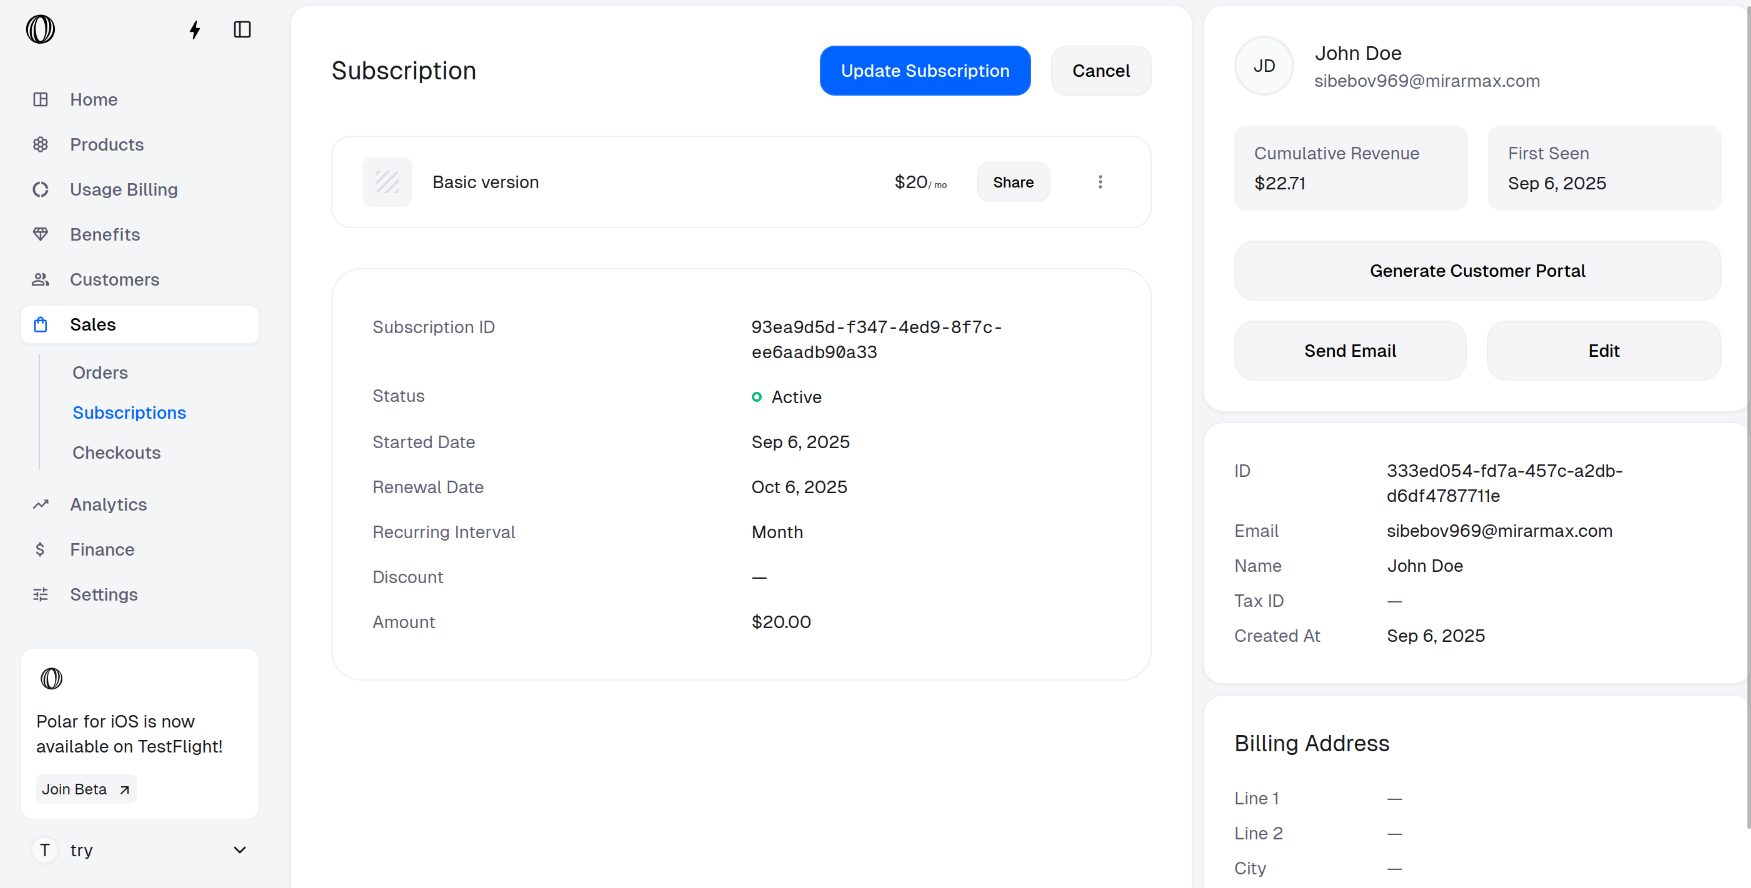 Home
Products
Usage Billing
Benefits
Customers
Sales
Orders
Subscriptions
Checkouts
Analytics
Finance
Settings
Polar for iOS is now
available on TestFlight!
Join Beta
T try
Subscription
Update Subscription
Cancel
Basic version
$20/ mo
Share
Subscription ID
93ea9d5d-f347-4ed9-8f7c-
ee6aadb90a33
Status
Active
Started Date
Sep 6, 2025
Renewal Date
Oct 6, 2025
Recurring Interval
Month
Discount
—
Amount
$20.00
JD
John Doe
sibebov969@mirarmax.com
Cumulative Revenue
$22.71
First Seen
Sep 6, 2025
Generate Customer Portal
Send Email
Edit
ID
333ed054-fd7a-457c-a2db-
d6df4787711e
Email
sibebov969@mirarmax.com
Name
John Doe
Tax ID
—
Created At
Sep 6, 2025
Billing Address
Line 1
—
Line 2
—
City
—